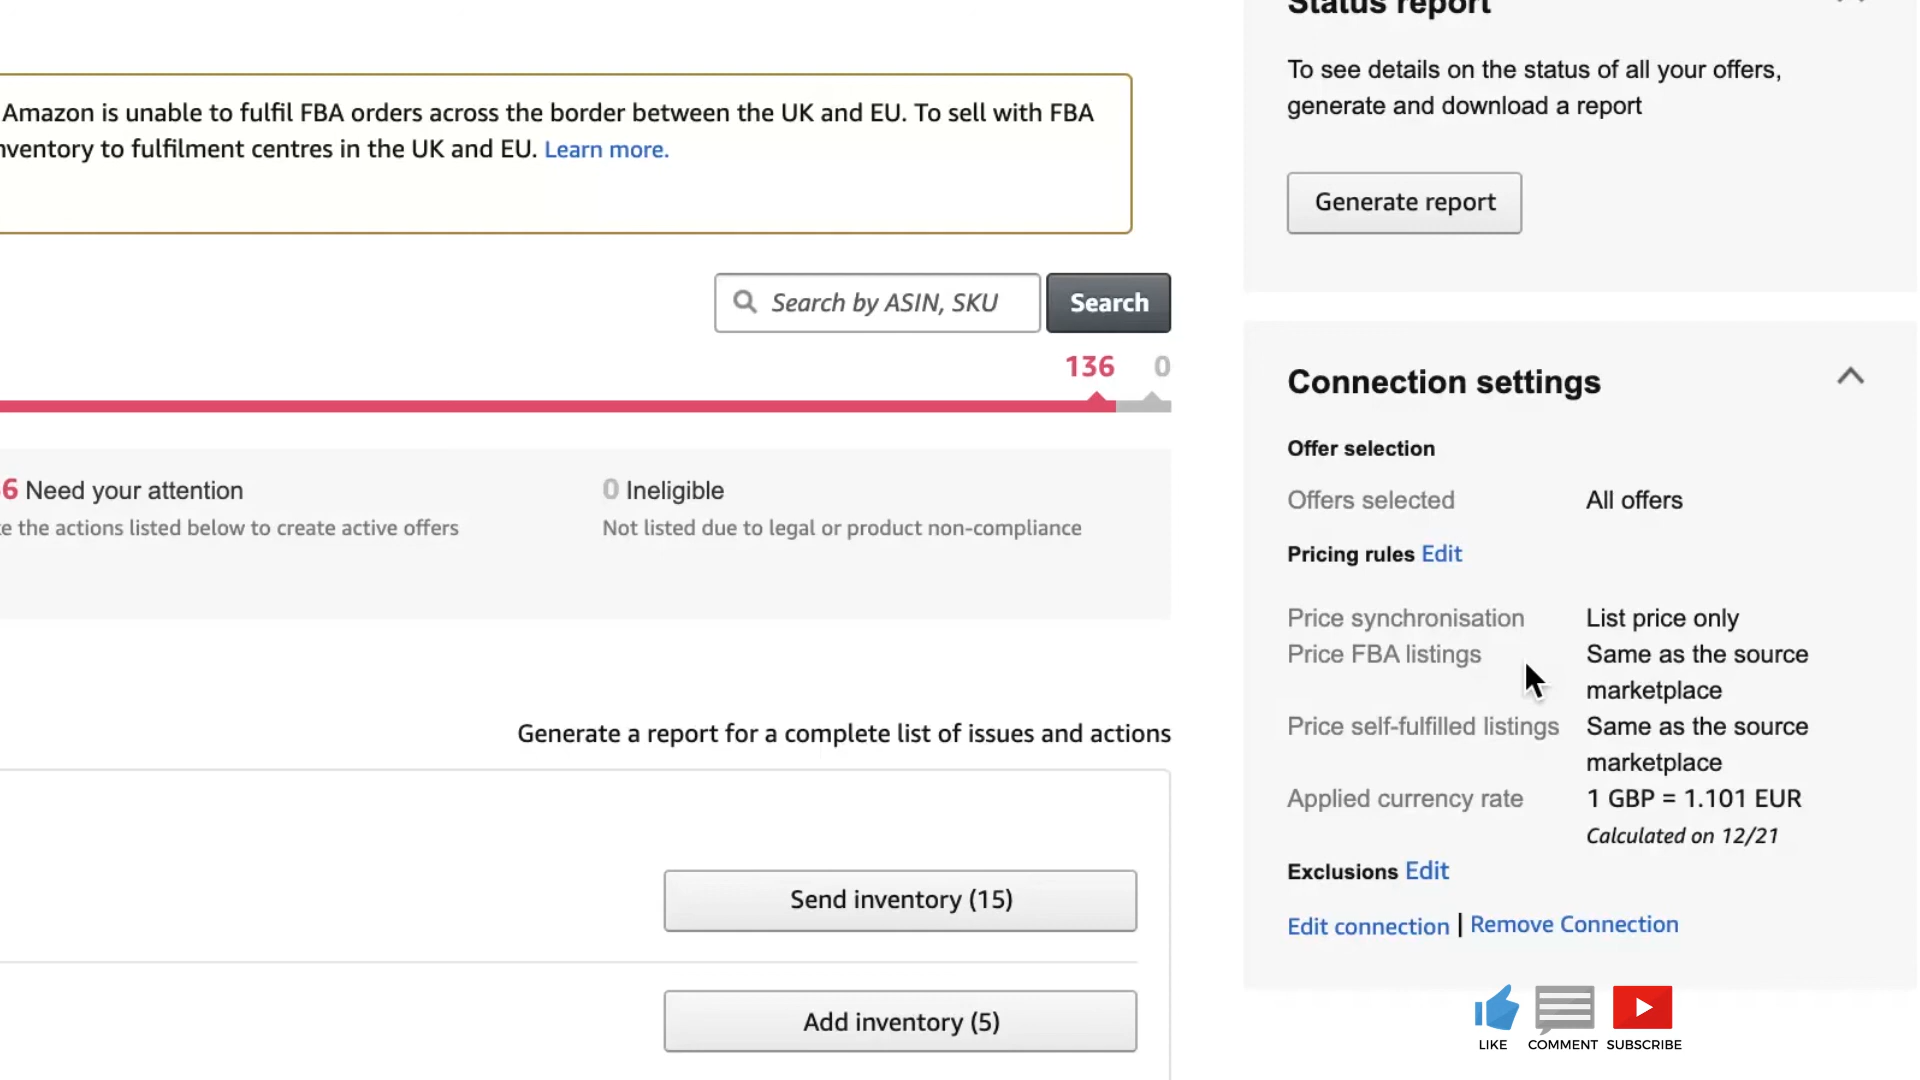 Status report
To see details on the status of all your offers,
generate and download a report
Generate report
Amazon is unable to fulfil FBA orders across the border between the UK and EU. To sell with FBA
to fulfilment centres in the UK and EU. Learn more.
Search by ASIN, SKU
Search
136 0
6 Need your attention
the actions listed below to create active offers
0 Ineligible
Not listed due to legal or product non-compliance
Generate a report for a complete list of issues and actions
Send inventory (15)
Add inventory (5)
Connection settings
Offer selection
Offers selected All offers
Pricing rules Edit
Price synchronisation List price only
Price FBA listings Same as the source
marketplace
Price self-fulfilled listings Same as the source
marketplace
Applied currency rate 1 GBP = 1.101 EUR
Calculated on 12/21
Exclusions Edit
Edit connection | Remove Connection
LIKE COMMENT SUBSCRIBE